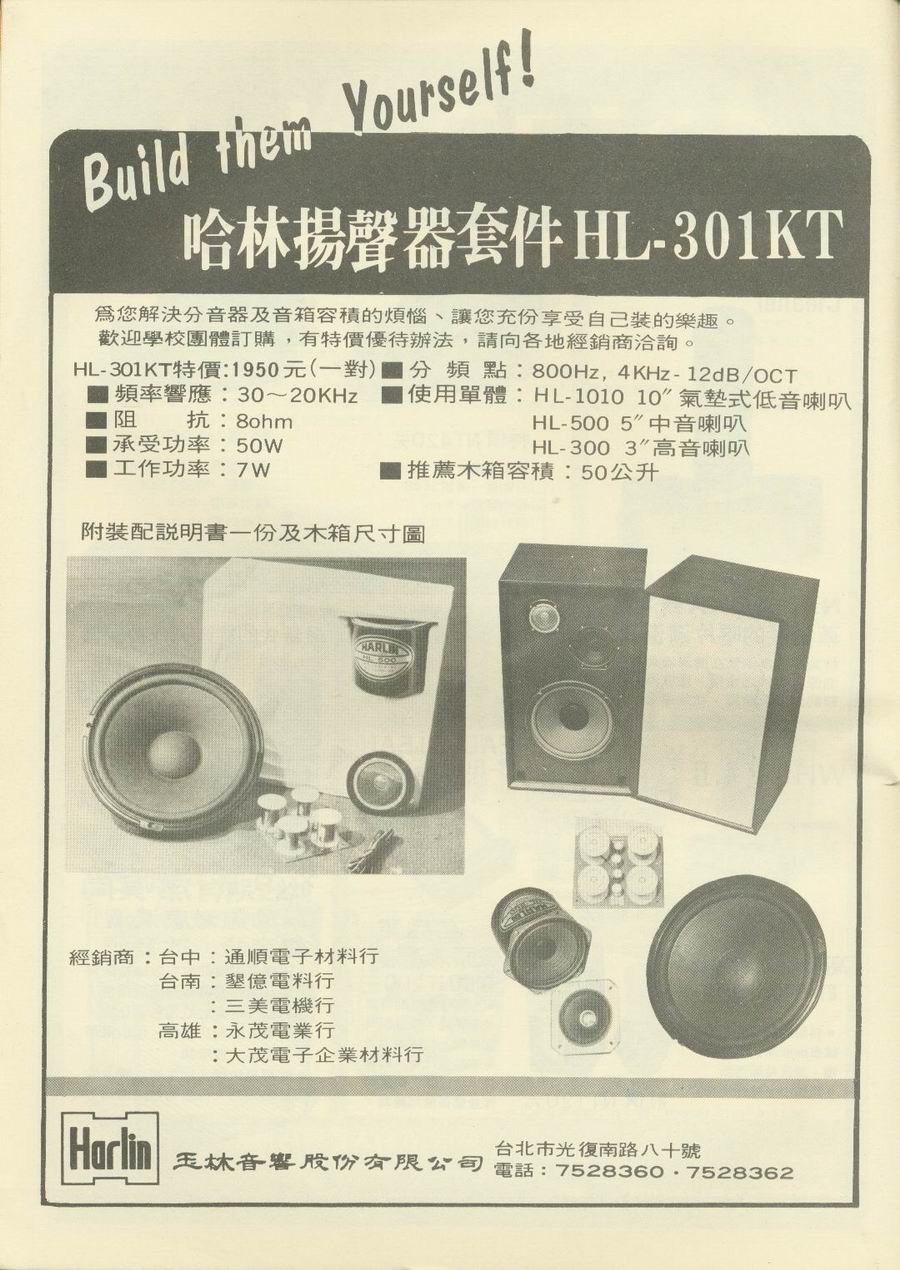 Build them Yourself!
哈林揚聲器套件HL-301KT
為您解決分音器及音箱容積的煩惱、讓您充份享受自己裝的樂趣。
歡迎學校團體訂購，有特價優待辦法，請向各地經銷商洽詢。
HL-301KT特價:1950元(一對)
■頻率響應：30～20KHz
■阻　　抗：8ohm
■承受功率：50W
■工作功率：7W
■分 頻 點：800Hz, 4KHz-12dB/OCT
■使用單體：HL-1010 10″氣墊式低音喇叭
HL-500 5″中音喇叭
HL-300 3″高音喇叭
■推薦木箱容積：50公升
附裝配説明書一份及木箱尺寸圖
HARLIN
HL 500
經銷商：台中：通順電子材料行
台南：墾億電料行
：三美電機行
高雄：永茂電業行
：大茂電子企業材料行
Harlin
玉林音響股份有限公司
台北市光復南路八十號
電話：7528360・7528362